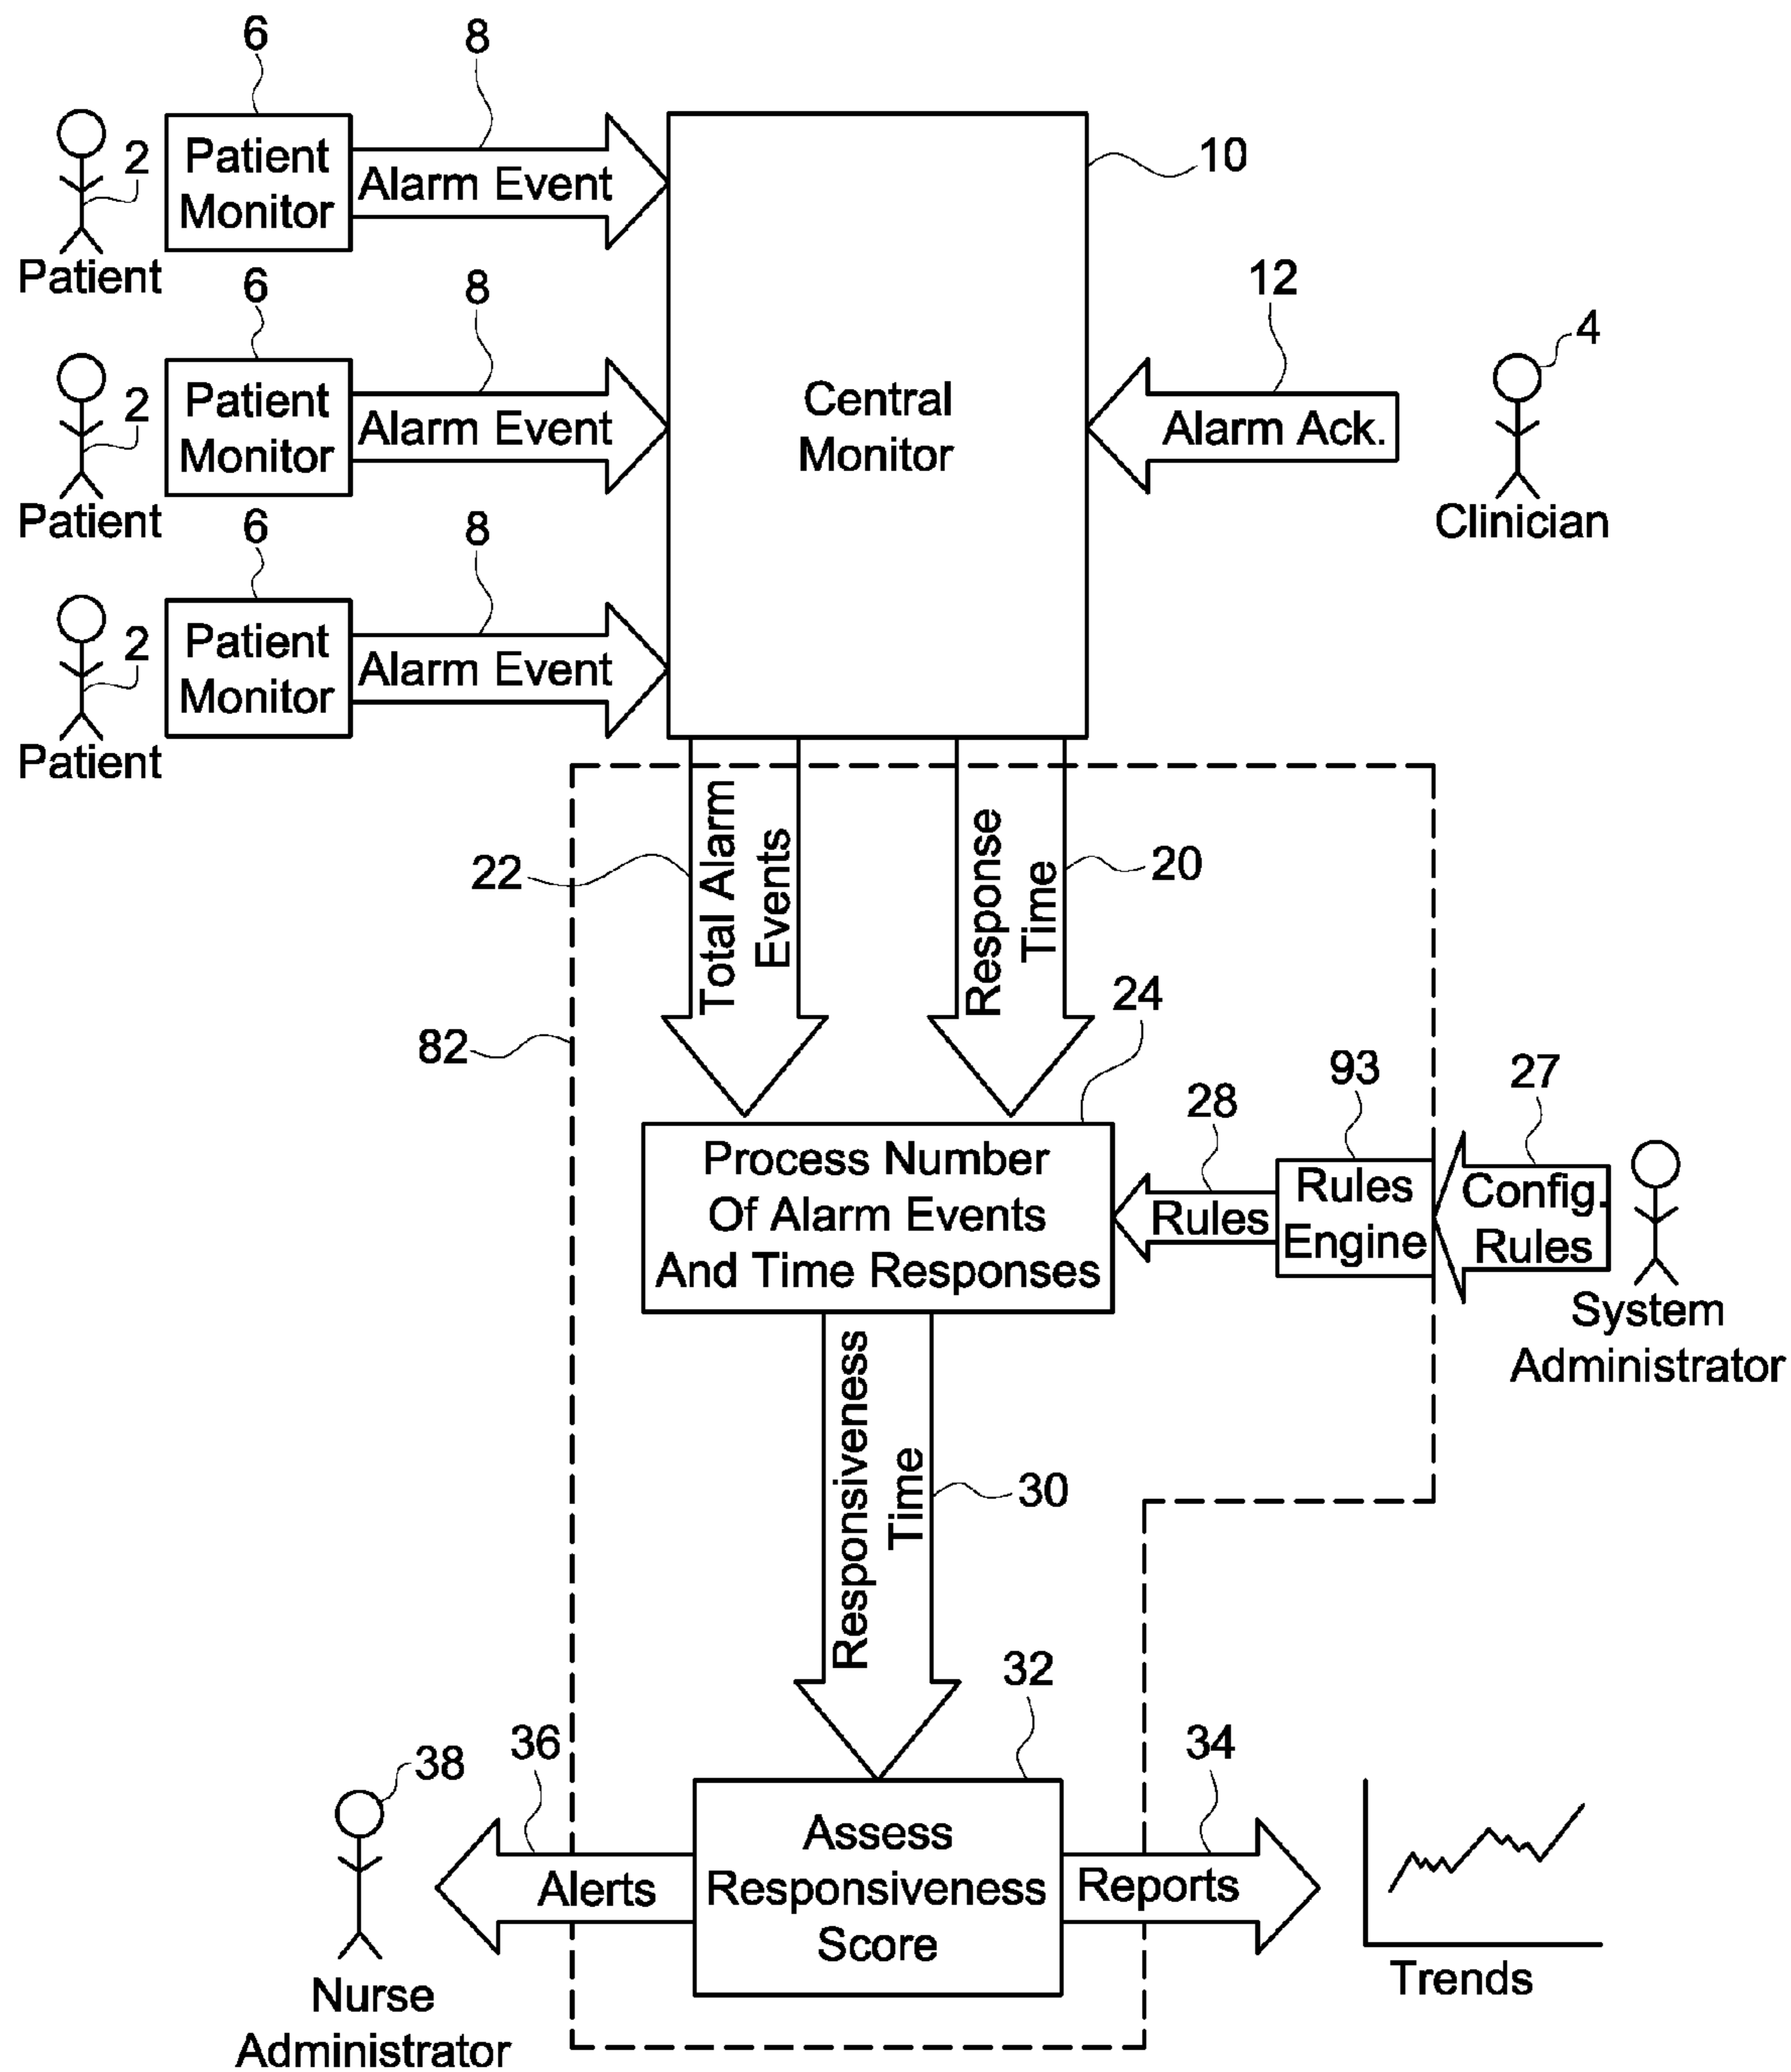 6
8
2
Patient
Monitor
Alarm Event
Patient
10
6
8
2
Patient
Monitor
Alarm Event
Patient
Central
Monitor
12
Alarm Ack.
4
Clinician
6
8
2
Patient
Monitor
Alarm Event
Patient
22
Total Alarm
Events
Response
Time
20
82
24
Process Number
Of Alarm Events
And Time Responses
28
Rules
93
Rules
Engine
27
Config.
Rules
System
Administrator
Responsiveness
Time
30
32
38
36
Alerts
Assess
Responsiveness
Score
34
Reports
Nurse
Administrator
Trends